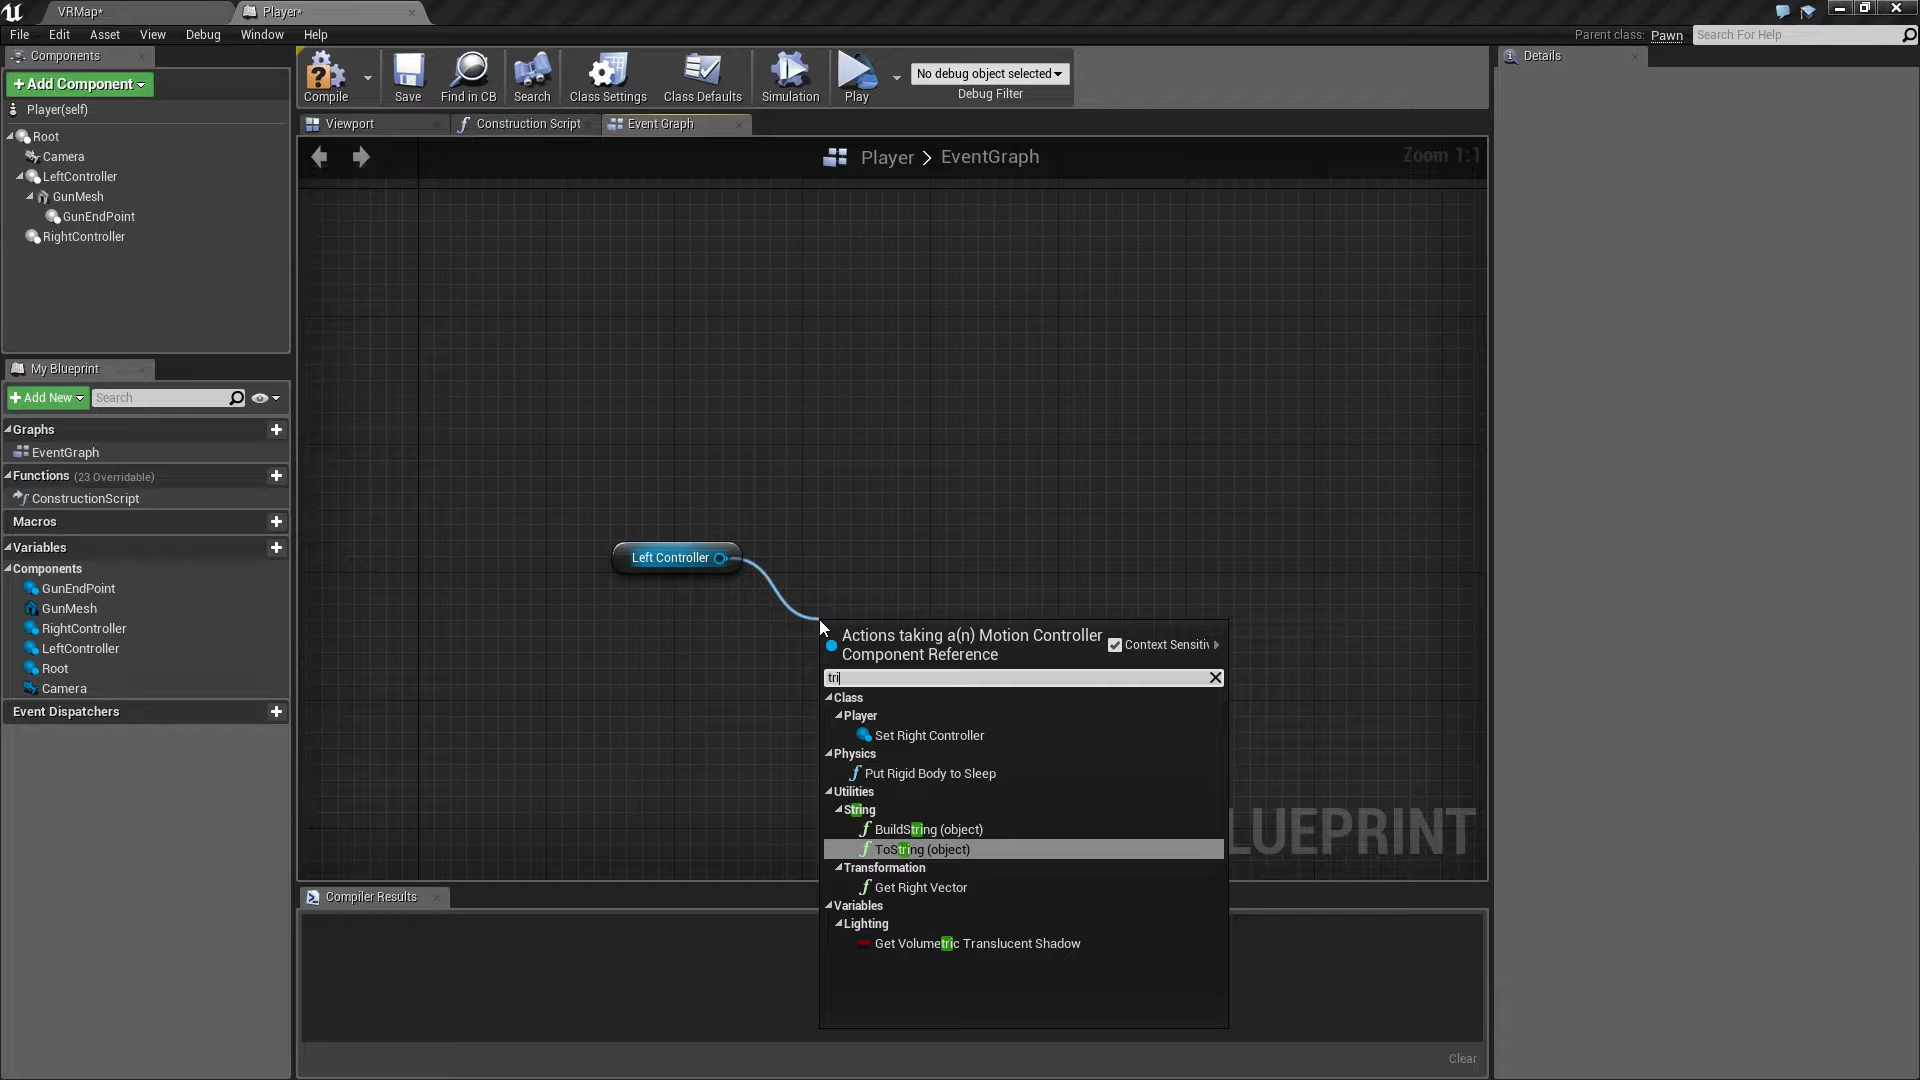 VRMap*
Player*
File Edit Asset View Debug Window Help
Parent class: Pawn
Search For Help
Components
+ Add Component
Player(self)
Root
Camera
LeftController
GunMesh
GunEndPoint
RightController
Compile
Save
Find in CB
Search
Class Settings
Class Defaults
Simulation
Play
No debug object selected
Debug Filter
Details
Viewport
Construction Script
Event Graph
Player > EventGraph
Zoom 1:1
My Blueprint
+ Add New
Search
Graphs
EventGraph
Functions (23 Overridable)
ConstructionScript
Macros
Variables
Components
GunEndPoint
GunMesh
RightController
LeftController
Root
Camera
Event Dispatchers
Left Controller
Actions taking a(n) Motion Controller
Component Reference
Context Sensitiv
tri
Class
Player
Set Right Controller
Physics
Put Rigid Body to Sleep
Utilities
String
BuildString (object)
ToString (object)
Transformation
Get Right Vector
Variables
Lighting
Get Volumetric Translucent Shadow
LUEPRINT
Compiler Results
Clear